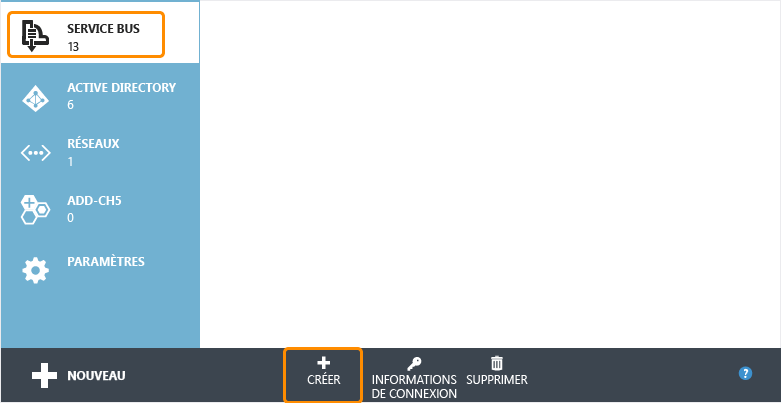 SERVICE BUS
13
ACTIVE DIRECTORY
6
RÉSEAUX
1
ADD-CH5
0
PARAMÈTRES
NOUVEAU
CRÉER
INFORMATIONS
DE CONNEXION
SUPPRIMER
?